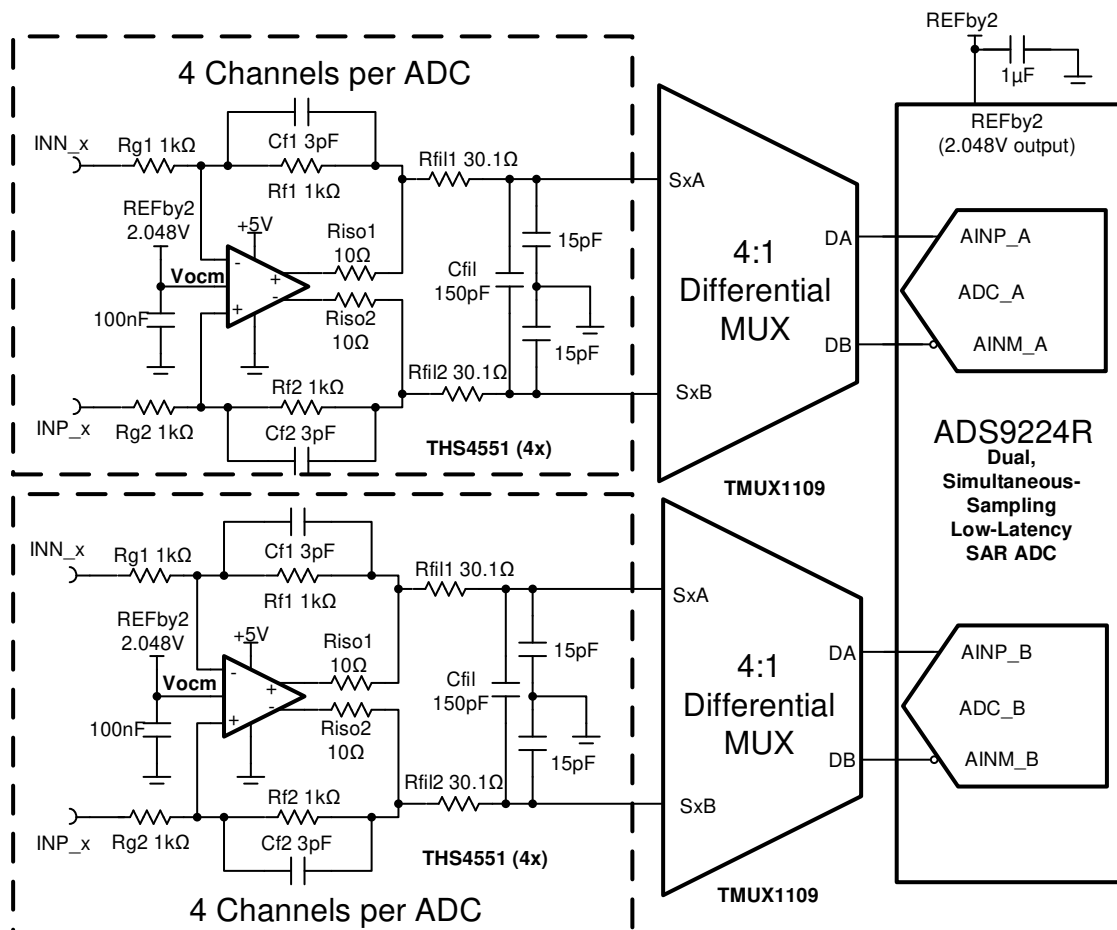 4 Channels per ADC
INN_x
Rg1 1kΩ
Cf1 3pF
Rf1 1kΩ
Rfil1 30.1Ω
REFby2
2.048V
+5V
Vocm
-
+
+
-
Riso1
10Ω
Riso2
10Ω
100nF
15pF
Cfil
150pF
15pF
Rf2 1kΩ
Cf2 3pF
Rfil2 30.1Ω
INP_x
Rg2 1kΩ
THS4551 (4x)
SxA
SxB
4:1
Differential
MUX
DA
DB
TMUX1109
REFby2
1µF
REFby2
(2.048V output)
AINP_A
ADC_A
AINM_A
ADS9224R
Dual,
Simultaneous-
Sampling
Low-Latency
SAR ADC
INN_x
Rg1 1kΩ
Cf1 3pF
Rf1 1kΩ
Rfil1 30.1Ω
REFby2
2.048V
+5V
Vocm
-
+
+
-
Riso1
10Ω
Riso2
10Ω
100nF
15pF
Cfil
150pF
15pF
Rf2 1kΩ
Cf2 3pF
Rfil2 30.1Ω
INP_x
Rg2 1kΩ
THS4551 (4x)
4 Channels per ADC
SxA
SxB
4:1
Differential
MUX
DA
DB
TMUX1109
AINP_B
ADC_B
AINM_B